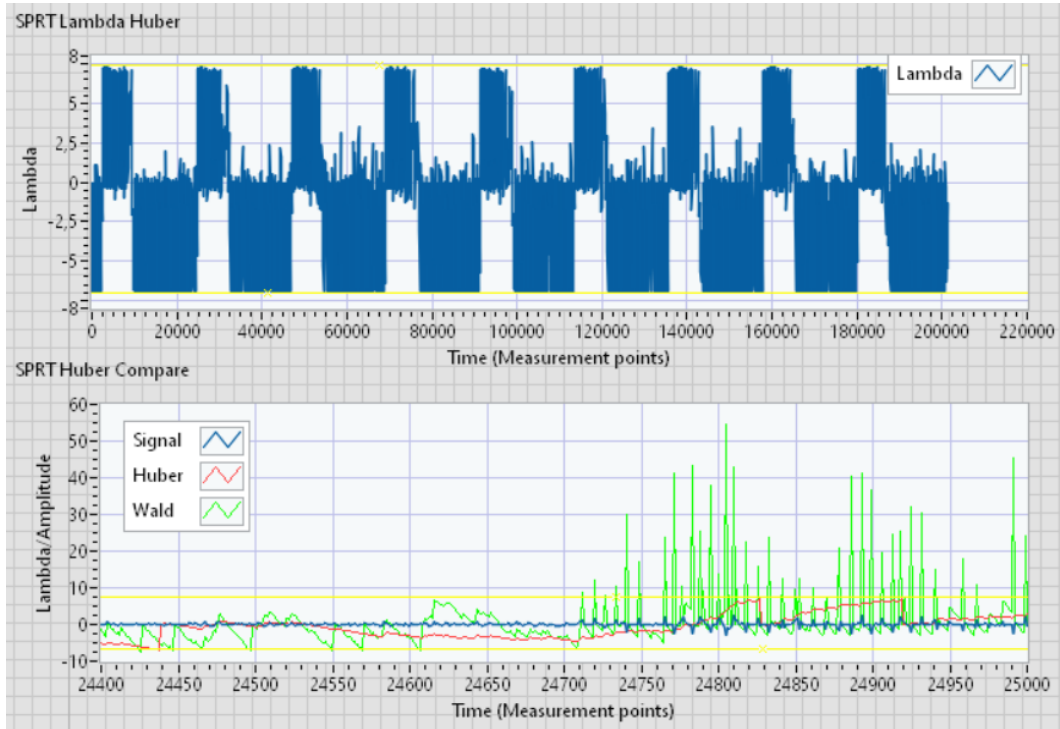 SPRT Lambda Huber
8
5
2,5
0
-2,5
-5
-8
Lambda
Lambda
0 20000 40000 60000 80000 100000 120000 140000 160000 180000 200000 220000
Time (Measurement points)
SPRT Huber Compare
60
50
40
30
20
10
0
-10
Lambda/Amplitude
Signal
Huber
Wald
24400 24450 24500 24550 24600 24650 24700 24750 24800 24850 24900 24950 25000
Time (Measurement points)